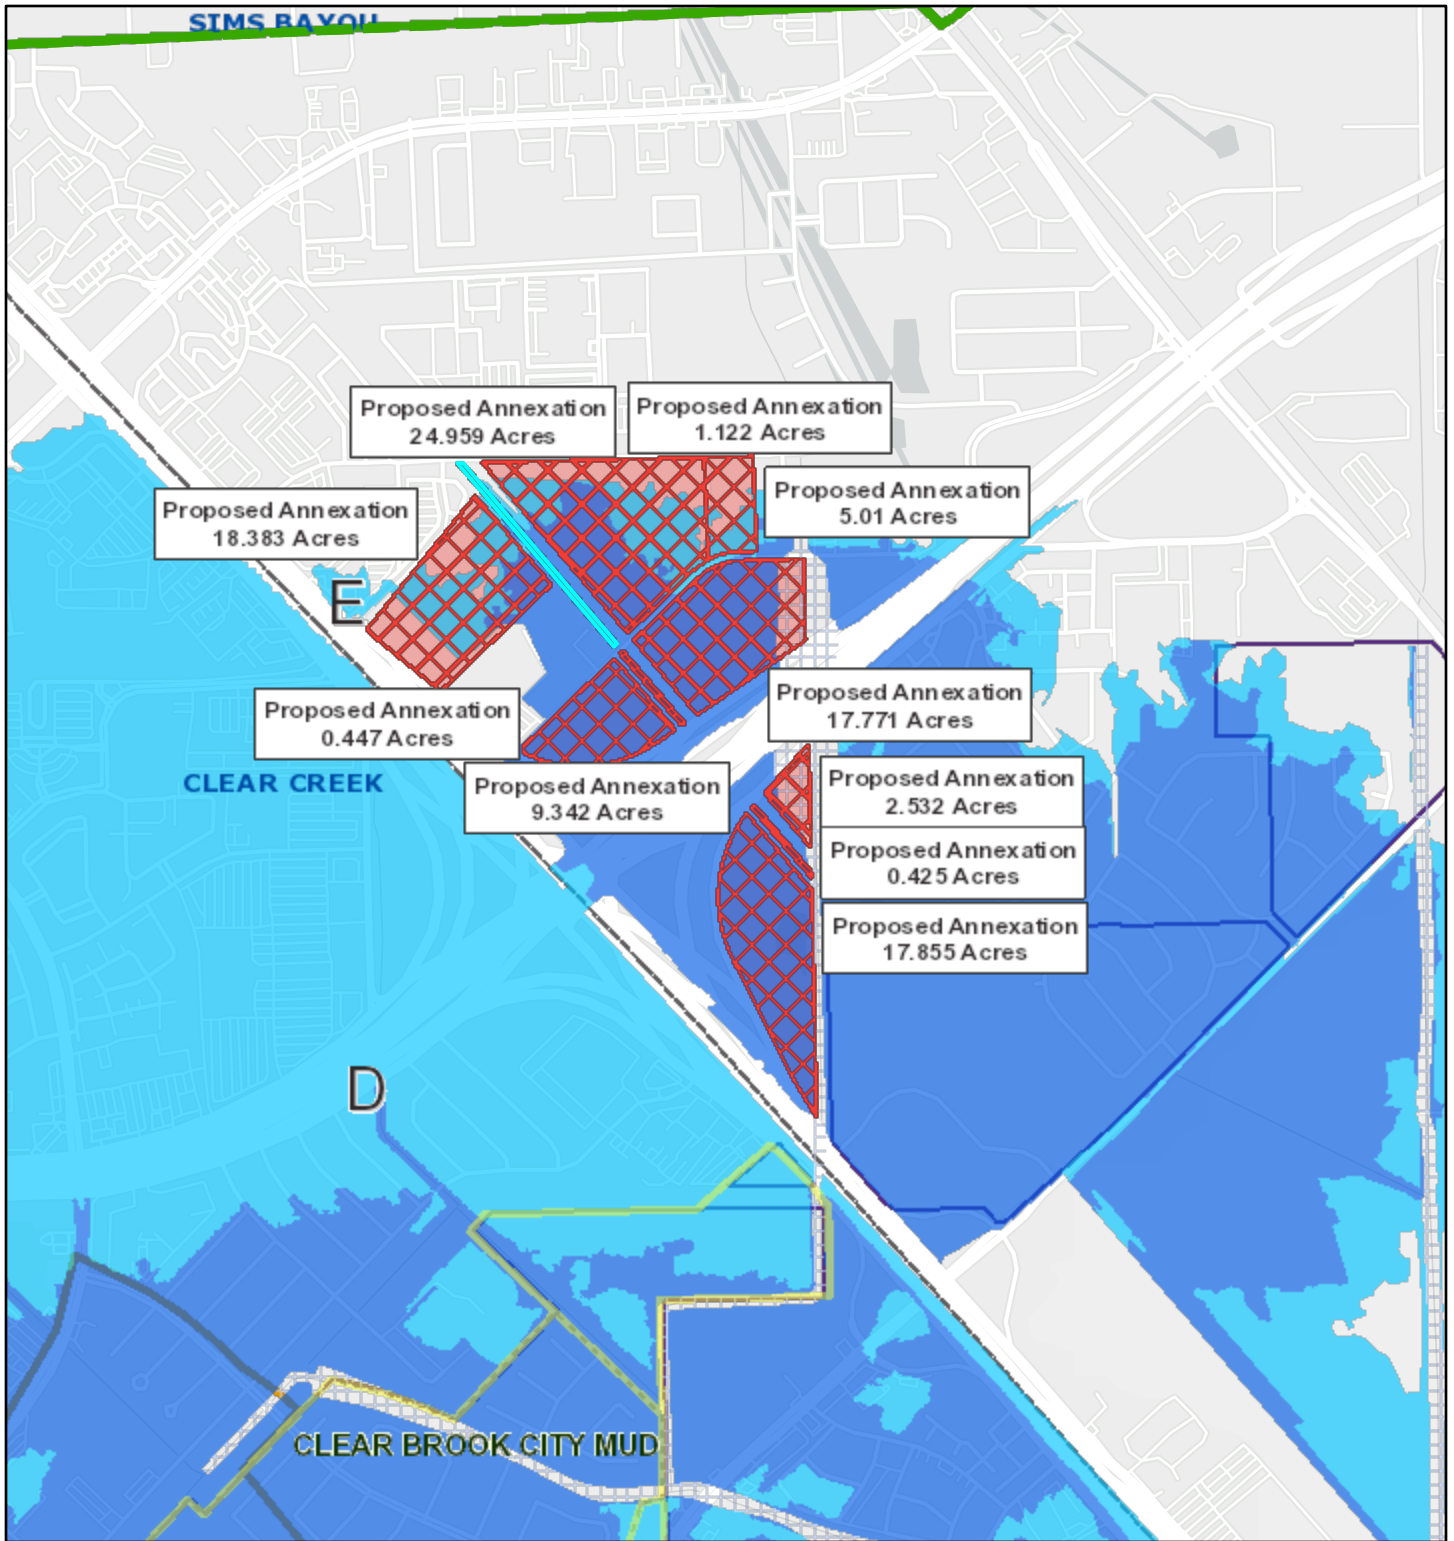 SIMS BAYOU
Proposed Annexation
24.959 Acres
Proposed Annexation
1.122 Acres
Proposed Annexation
5.01 Acres
Proposed Annexation
18.383 Acres
E
Proposed Annexation
0.447 Acres
Proposed Annexation
17.771 Acres
CLEAR CREEK
Proposed Annexation
9.342 Acres
Proposed Annexation
2.532 Acres
Proposed Annexation
0.425 Acres
Proposed Annexation
17.855 Acres
D
CLEAR BROOK CITY MUD